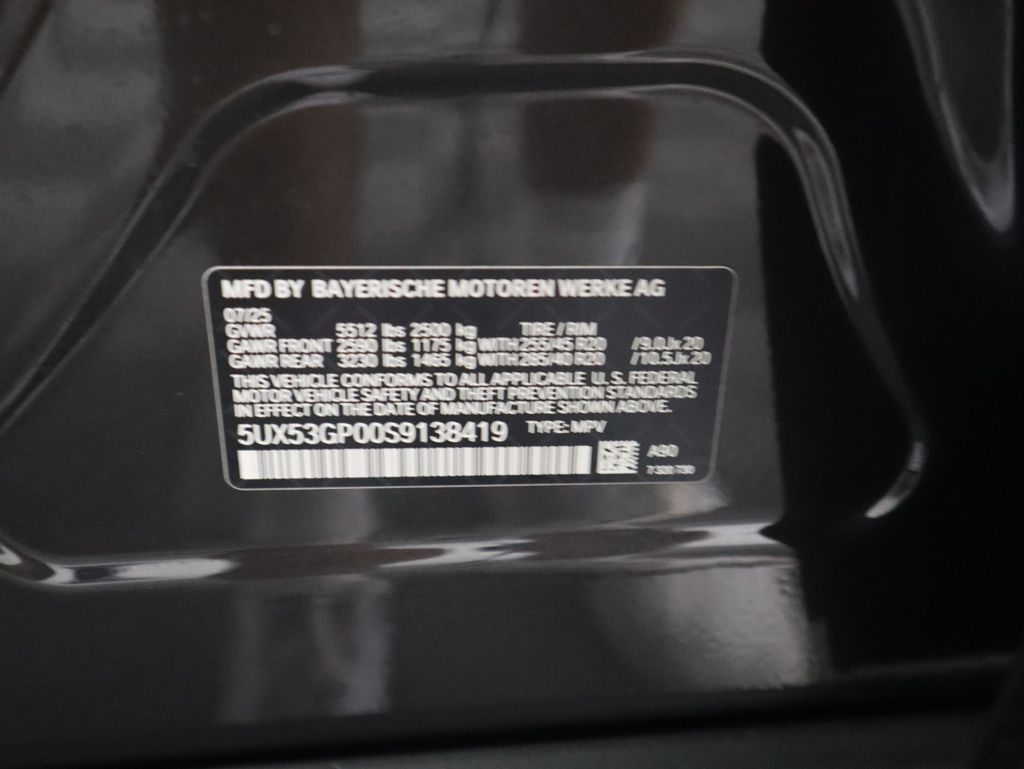 MFD BY BAYERISCHE MOTOREN WERKE AG
07/25
GVWR 5512 lbs 2500 kg TIRE / RIM
GAWR FRONT 2590 lbs 1175 kg WITH 255/45 R20 /9.0Jx20
GAWR REAR 3230 lbs 1465 kg WITH 285/40 R20 /10.5Jx20
THIS VEHICLE CONFORMS TO ALL APPLICABLE U.S. FEDERAL
MOTOR VEHICLE SAFETY AND THEFT PREVENTION STANDARDS
IN EFFECT ON THE DATE OF MANUFACTURE SHOWN ABOVE.
5UX53GP00S9138419 TYPE: MPV
A90